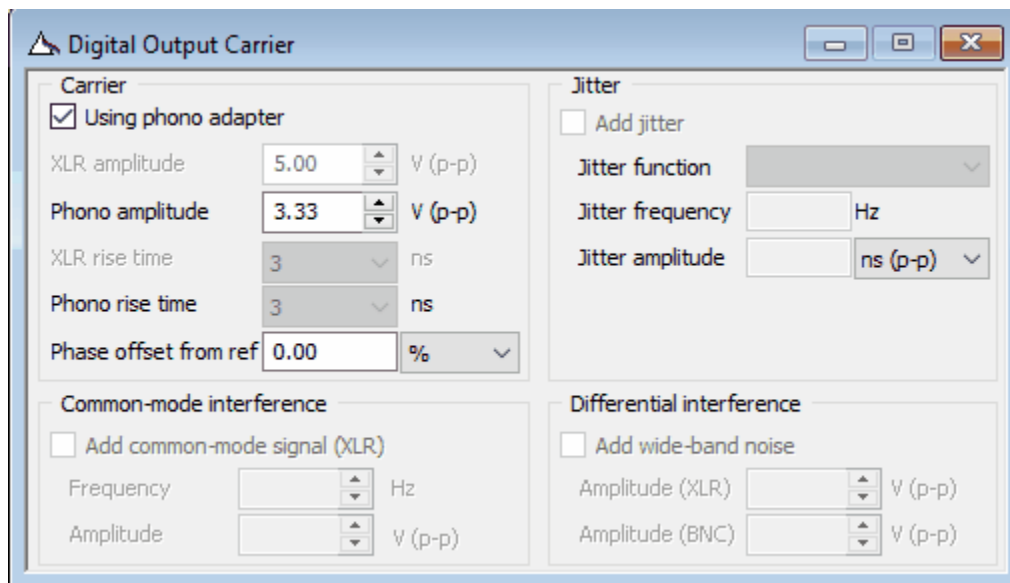 Digital Output Carrier
Carrier
Using phono adapter
XLR amplitude 5.00 V (p-p)
Phono amplitude 3.33 V (p-p)
XLR rise time 3 ns
Phono rise time 3 ns
Phase offset from ref 0.00 %
Jitter
Add jitter
Jitter function
Jitter frequency Hz
Jitter amplitude ns (p-p)
Common-mode interference
Add common-mode signal (XLR)
Frequency Hz
Amplitude V (p-p)
Differential interference
Add wide-band noise
Amplitude (XLR) V (p-p)
Amplitude (BNC) V (p-p)